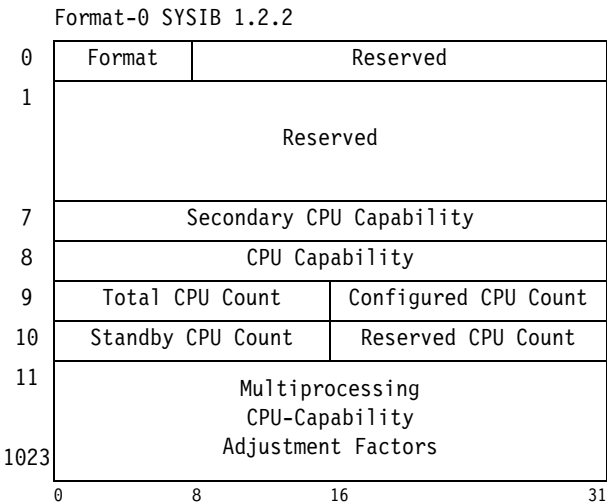 Format-0 SYSIB 1.2.2
0 Format Reserved
1
Reserved
7 Secondary CPU Capability
8 CPU Capability
9 Total CPU Count Configured CPU Count
10 Standby CPU Count Reserved CPU Count
11
Multiprocessing
CPU-Capability
Adjustment Factors
1023
0 8 16 31